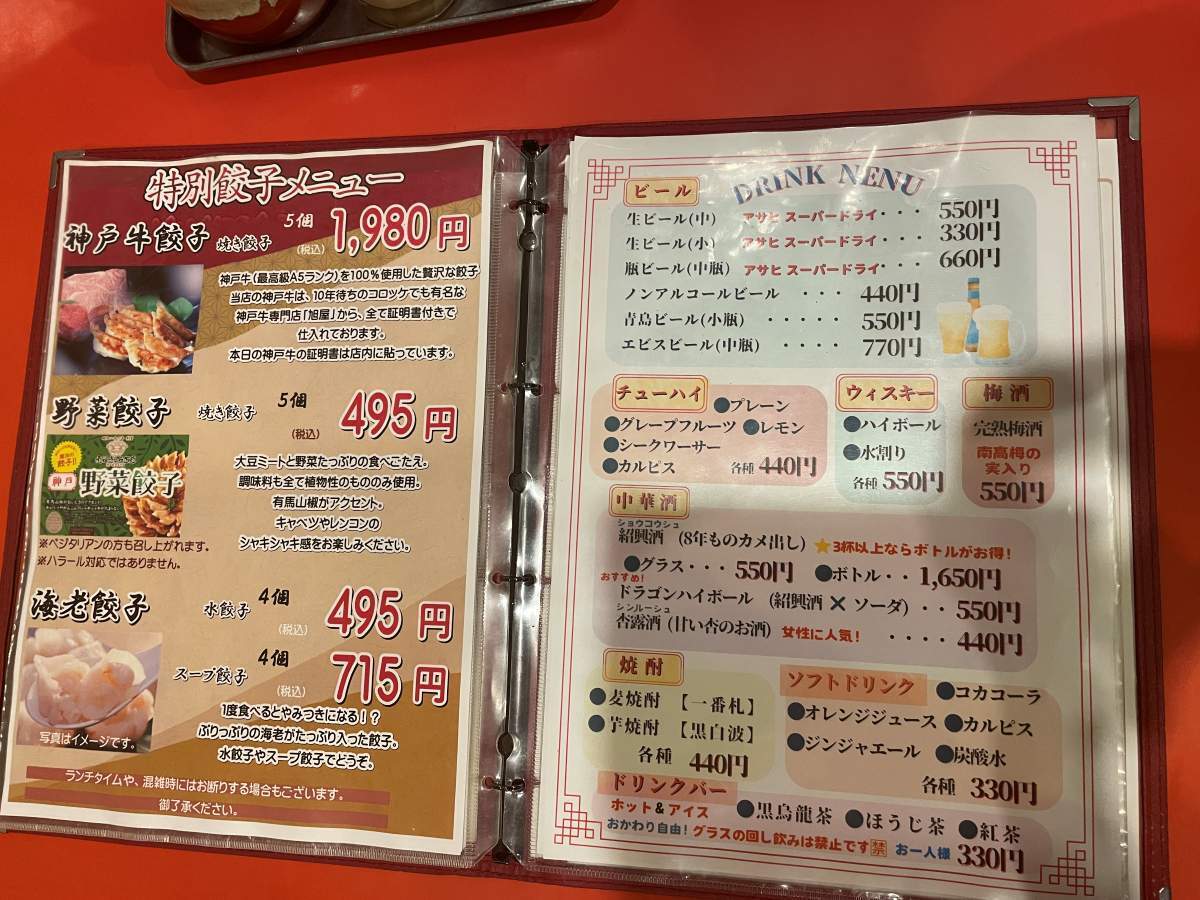 特別餃子メニュー
神戸牛餃子 焼き餃子 5個 (税込) 1,980円
神戸牛(最高級A5ランク)を100%使用した贅沢な餃子
当店の神戸牛は、10年待ちのコロッケでも有名な
神戸牛専門店「旭屋」から、全て証明書付きで
仕入れております。
本日の神戸牛の証明書は店内に貼っています。
野菜餃子 焼き餃子 5個 (税込) 495円
神戸 野菜餃子
大豆ミートと野菜たっぷりの食べごたえ。
調味料も全て植物性のもののみ使用。
有馬山椒がアクセント。
キャベツやレンコンの
シャキシャキ感をお楽しみください。
※ベジタリアンの方も召し上がれます。
※ハラール対応ではありません。
海老餃子 水餃子 4個 (税込) 495円
スープ餃子 4個 (税込) 715円
写真はイメージです。
1度食べるとやみつきになる!?
ぷりっぷりの海老がたっぷり入った餃子。
水餃子やスープ餃子でどうぞ。
ランチタイムや、混雑時にはお断りする場合もございます。
御了承ください。
DRINK NENU
ビール
生ビール(中) アサヒ スーパードライ・・・ 550円
生ビール(小) アサヒ スーパードライ・・・ 330円
瓶ビール(中瓶) アサヒ スーパードライ・・・ 660円
ノンアルコールビール ・・・ 440円
青島ビール(小瓶) ・・・・ 550円
エビスビール(中瓶) ・・・・・ 770円
チューハイ ●プレーン
●グレープフルーツ ●レモン
●シークワーサー
●カルピス 各種 440円
ウィスキー
●ハイボール
●水割り
各種 550円
梅酒
完熟梅酒
南高梅の
実入り
550円
中華酒
ショウコウシュ
紹興酒 (8年ものカメ出し) ★3杯以上ならボトルがお得!
●グラス・・・ 550円 ●ボトル・・ 1,650円
おすすめ!
ドラゴンハイボール (紹興酒 × ソーダ)・・ 550円
シンルーシュ
杏露酒 (甘い杏のお酒) 女性に人気! ・・・・ 440円
焼酎
●麦焼酎 【一番札】
●芋焼酎 【黒白波】
各種 440円
ソフトドリンク ●コカコーラ
●オレンジジュース ●カルピス
●ジンジャエール ●炭酸水
各種 330円
ドリンクバー
ホット&アイス ●黒烏龍茶 ●ほうじ茶 ●紅茶
おかわり自由! グラスの回し飲みは禁止です🈲 お一人様 330円